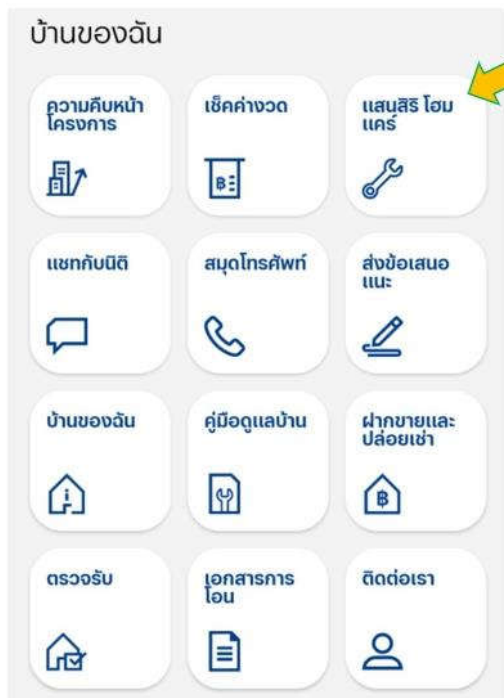 บ้านของฉัน
ความคืบหน้า
โครงการ
เช็คค่างวด
แสนสิริ โฮม
แคร์
แชทกับนิติ
สมุดโทรศัพท์
ส่งข้อเสนอ
แนะ
บ้านของฉัน
คู่มือดูแลบ้าน
ฝากขายและ
ปล่อยเช่า
ตรวจรับ
เอกสารการ
โอน
ติดต่อเรา